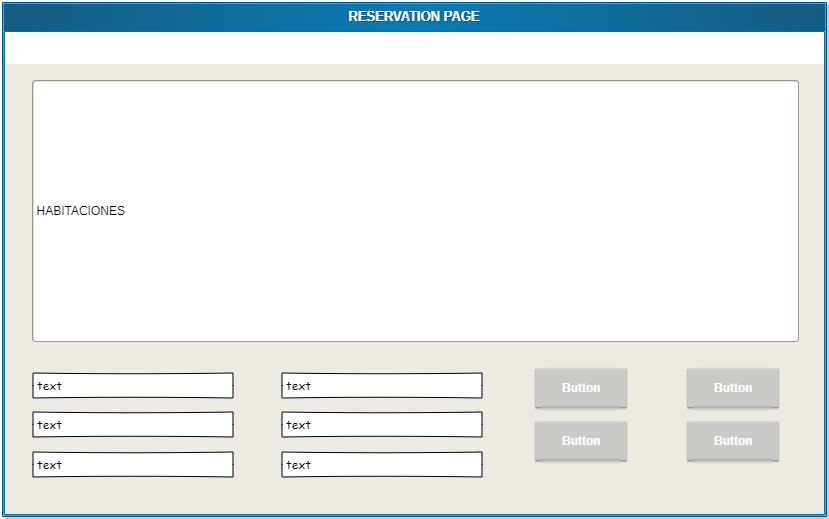 RESERVATION PAGE
HABITACIONES
text text Button Button
text text Button Button
text text